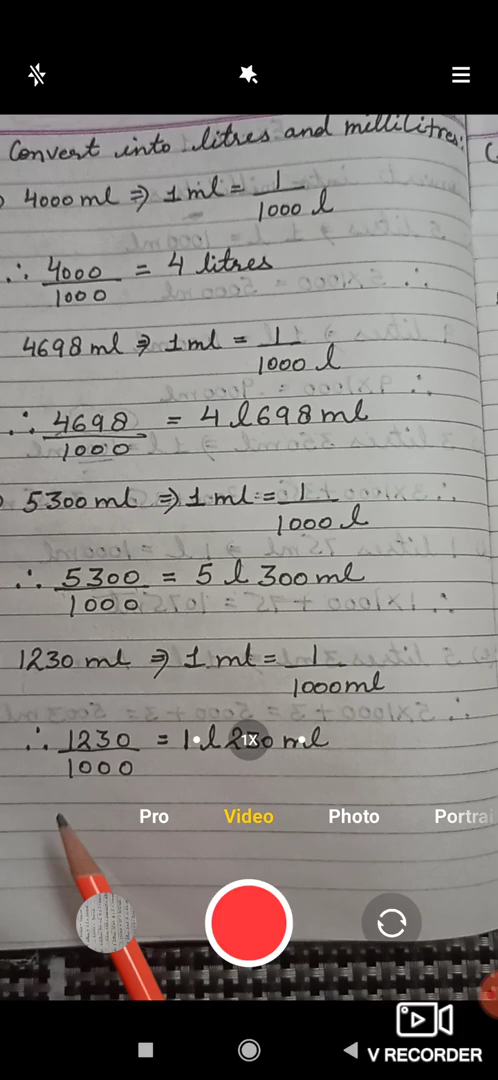 Convert into litres and millilitres:
4000 ml ⇒ 1 ml = 1/1000 l
∴ 4000/1000 = 4 litres
4698 ml ⇒ 1 ml = 1/1000 l
∴ 4698/1000 = 4 l 698 ml
5300 ml ⇒ 1 ml = 1/1000 l
∴ 5300/1000 = 5 l 300 ml
1230 ml ⇒ 1 ml = 1/1000 ml
∴ 1230/1000 = 1 l 230 ml
1X
Pro Video Photo Portrai
V RECORDER